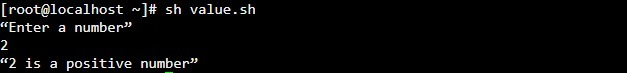 [root@localhost ~]# sh value.sh
“Enter a number”
2
“2 is a positive number”